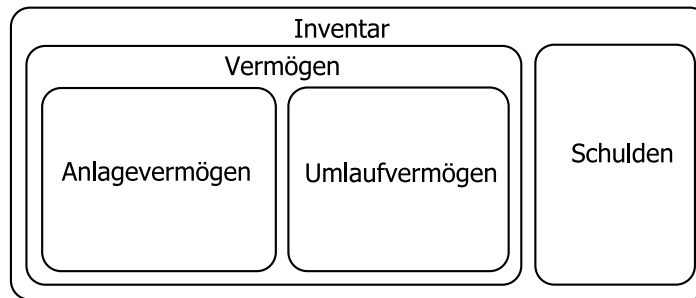 Inventar
Vermögen
Anlagevermögen
Umlaufvermögen
Schulden